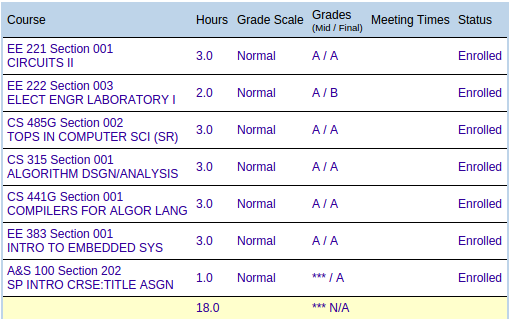 Course Hours Grade Scale Grades (Mid / Final) Meeting Times Status
EE 221 Section 001
CIRCUITS II 3.0 Normal A / A Enrolled
EE 222 Section 003
ELECT ENGR LABORATORY I 2.0 Normal A / B Enrolled
CS 485G Section 002
TOPS IN COMPUTER SCI (SR) 3.0 Normal A / A Enrolled
CS 315 Section 001
ALGORITHM DSGN/ANALYSIS 3.0 Normal A / A Enrolled
CS 441G Section 001
COMPILERS FOR ALGOR LANG 3.0 Normal A / A Enrolled
EE 383 Section 001
INTRO TO EMBEDDED SYS 3.0 Normal A / A Enrolled
A&S 100 Section 202
SP INTRO CRSE:TITLE ASGN 1.0 Normal *** / A Enrolled
18.0 *** N/A